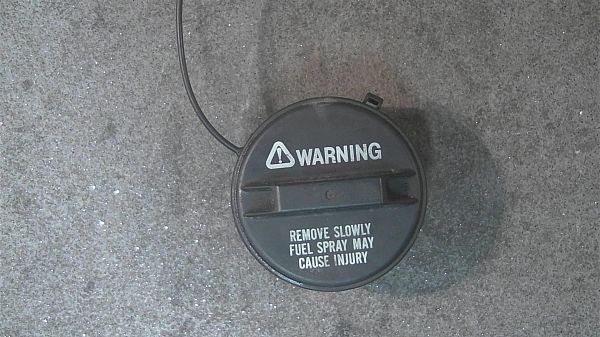 WARNING
REMOVE SLOWLY
FUEL SPRAY MAY
CAUSE INJURY